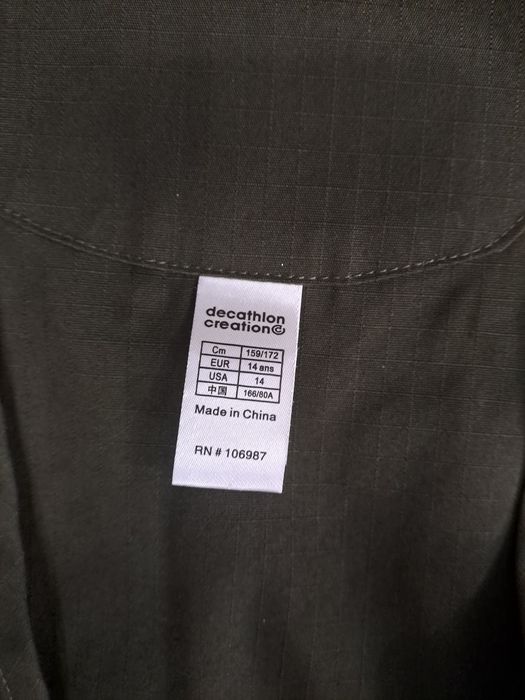 decathlon
creation
Cm 159/172
EUR 14 ans
USA 14
中国 166/80A
Made in China
RN # 106987